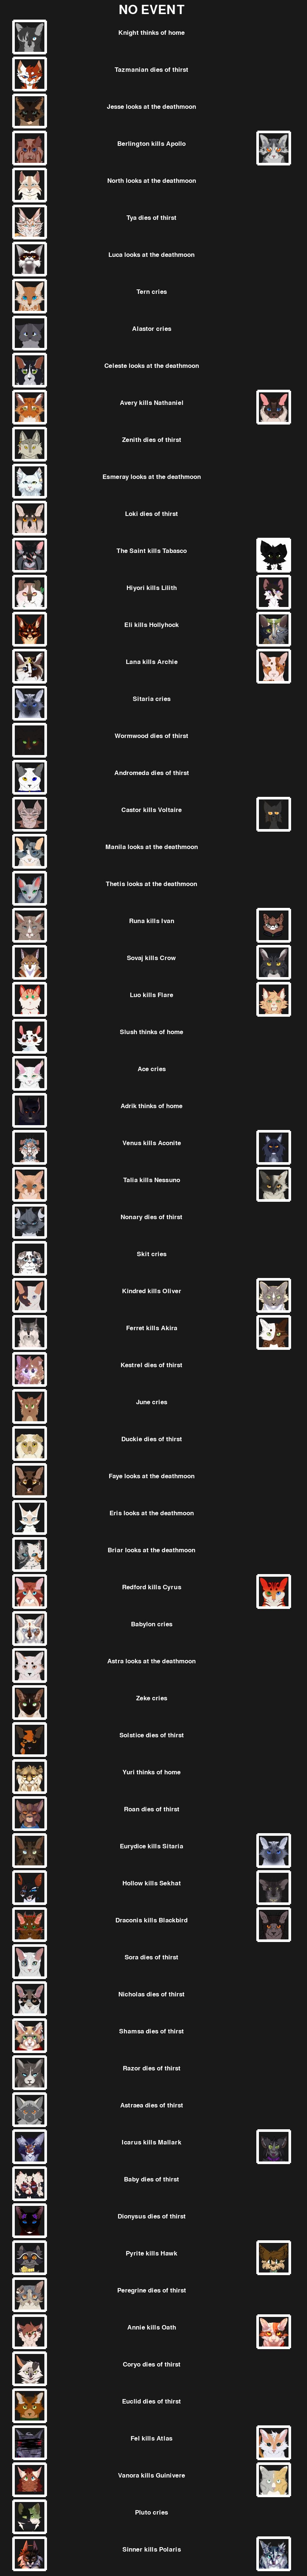 NO EVENT
Knight thinks of home
Tazmanian dies of thirst
Jesse looks at the deathmoon
Berlington kills Apollo
North looks at the deathmoon
Tya dies of thirst
Luca looks at the deathmoon
Tern cries
Alastor cries
Celeste looks at the deathmoon
Avery kills Nathaniel
Zenith dies of thirst
Esmeray looks at the deathmoon
Loki dies of thirst
The Saint kills Tabasco
Hiyori kills Lilith
Eli kills Hollyhock
Lana kills Archie
Sitaria cries
Wormwood dies of thirst
Andromeda dies of thirst
Castor kills Voltaire
Manila looks at the deathmoon
Thetis looks at the deathmoon
Runa kills Ivan
Sovaj kills Crow
Luo kills Flare
Slush thinks of home
Ace cries
Adrik thinks of home
Venus kills Aconite
Talia kills Nessuno
Nonary dies of thirst
Skit cries
Kindred kills Oliver
Ferret kills Akira
Kestrel dies of thirst
June cries
Duckie dies of thirst
Faye looks at the deathmoon
Eris looks at the deathmoon
Briar looks at the deathmoon
Redford kills Cyrus
Babylon cries
Astra looks at the deathmoon
Zeke cries
Solstice dies of thirst
Yuri thinks of home
Roan dies of thirst
Eurydice kills Sitaria
Hollow kills Sekhat
Draconis kills Blackbird
Sora dies of thirst
Nicholas dies of thirst
Shamsa dies of thirst
Razor dies of thirst
Astraea dies of thirst
Icarus kills Mallark
Baby dies of thirst
Dionysus dies of thirst
Pyrite kills Hawk
Peregrine dies of thirst
Annie kills Oath
Coryo dies of thirst
Euclid dies of thirst
Fel kills Atlas
Vanora kills Guinivere
Pluto cries
Sinner kills Polaris